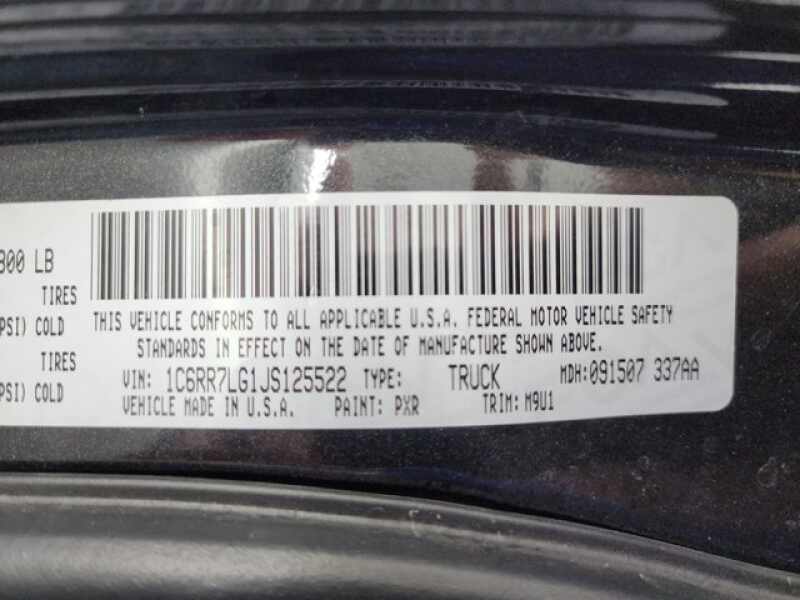 800 LB
TIRES
PSI) COLD
TIRES
PSI) COLD
THIS VEHICLE CONFORMS TO ALL APPLICABLE U.S.A. FEDERAL MOTOR VEHICLE SAFETY
STANDARDS IN EFFECT ON THE DATE OF MANUFACTURE SHOWN ABOVE.
VIN: 1C6RR7LG1JS125522 TYPE: TRUCK MDH:091507 337AA
VEHICLE MADE IN U.S.A. PAINT: PXR TRIM: M9U1